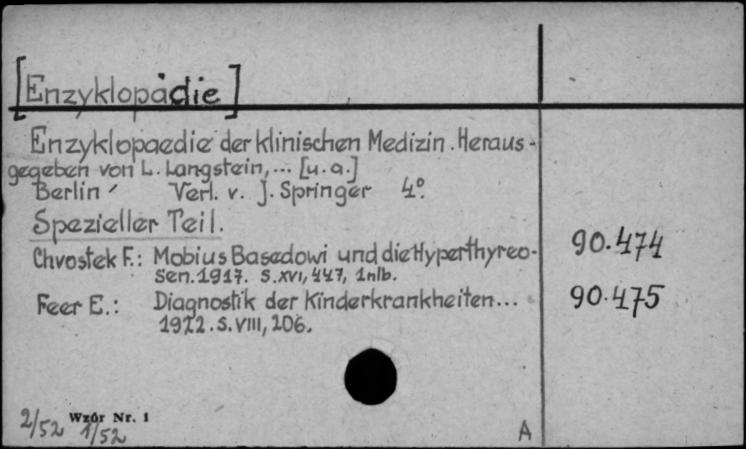 [Enzyklopädie]
Enzyklopaedie der klinischen Medizin. Heraus-
gegeben von L. Langstein,... [u. a.]
Berlin Verl. v. J. Springer 4º.
Spezieller Teil.
Chvostek F.: Mobius Basedowi und die Hyperthyreo- 90.474
sen. 1917. S. XVI, 447, 1 nlb.
Feer E.: Diagnostik der Kinderkrankheiten... 90.475
1922. S. VIII, 206.
2/52 Wzór Nr. 1
1/52 A